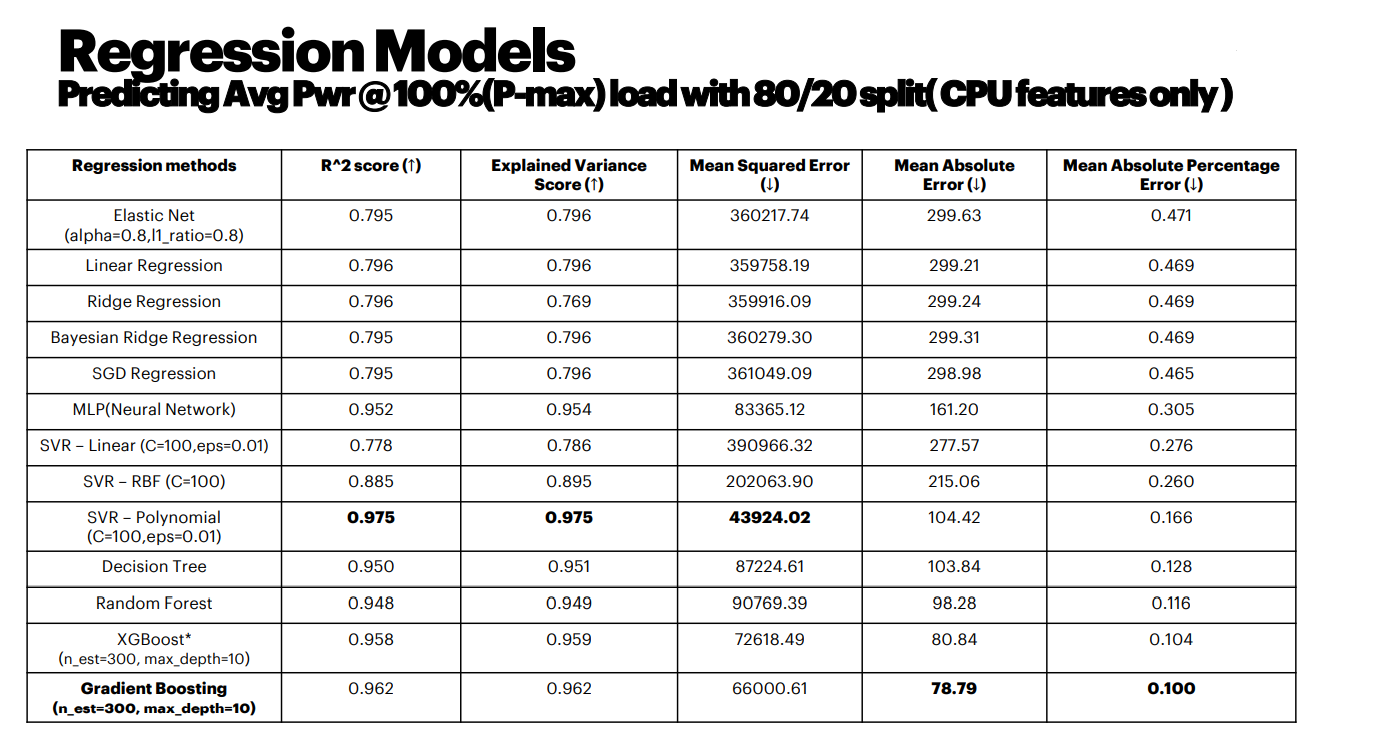 Regression Models
Predicting Avg Pwr @ 100%(P-max) load with 80/20 split( CPU features only )
Regression methods
R^2 score (↑)
Explained Variance
Score (↑)
Mean Squared Error
(↓)
Mean Absolute
Error (↓)
Mean Absolute Percentage
Error (↓)
Elastic Net
(alpha=0.8,l1_ratio=0.8)
0.795
0.796
360217.74
299.63
0.471
Linear Regression
0.796
0.796
359758.19
299.21
0.469
Ridge Regression
0.796
0.769
359916.09
299.24
0.469
Bayesian Ridge Regression
0.795
0.796
360279.30
299.31
0.469
SGD Regression
0.795
0.796
361049.09
298.98
0.465
MLP(Neural Network)
0.952
0.954
83365.12
161.20
0.305
SVR – Linear (C=100,eps=0.01)
0.778
0.786
390966.32
277.57
0.276
SVR – RBF (C=100)
0.885
0.895
202063.90
215.06
0.260
SVR – Polynomial
(C=100,eps=0.01)
0.975
0.975
43924.02
104.42
0.166
Decision Tree
0.950
0.951
87224.61
103.84
0.128
Random Forest
0.948
0.949
90769.39
98.28
0.116
XGBoost*
(n_est=300, max_depth=10)
0.958
0.959
72618.49
80.84
0.104
Gradient Boosting
(n_est=300, max_depth=10)
0.962
0.962
66000.61
78.79
0.100